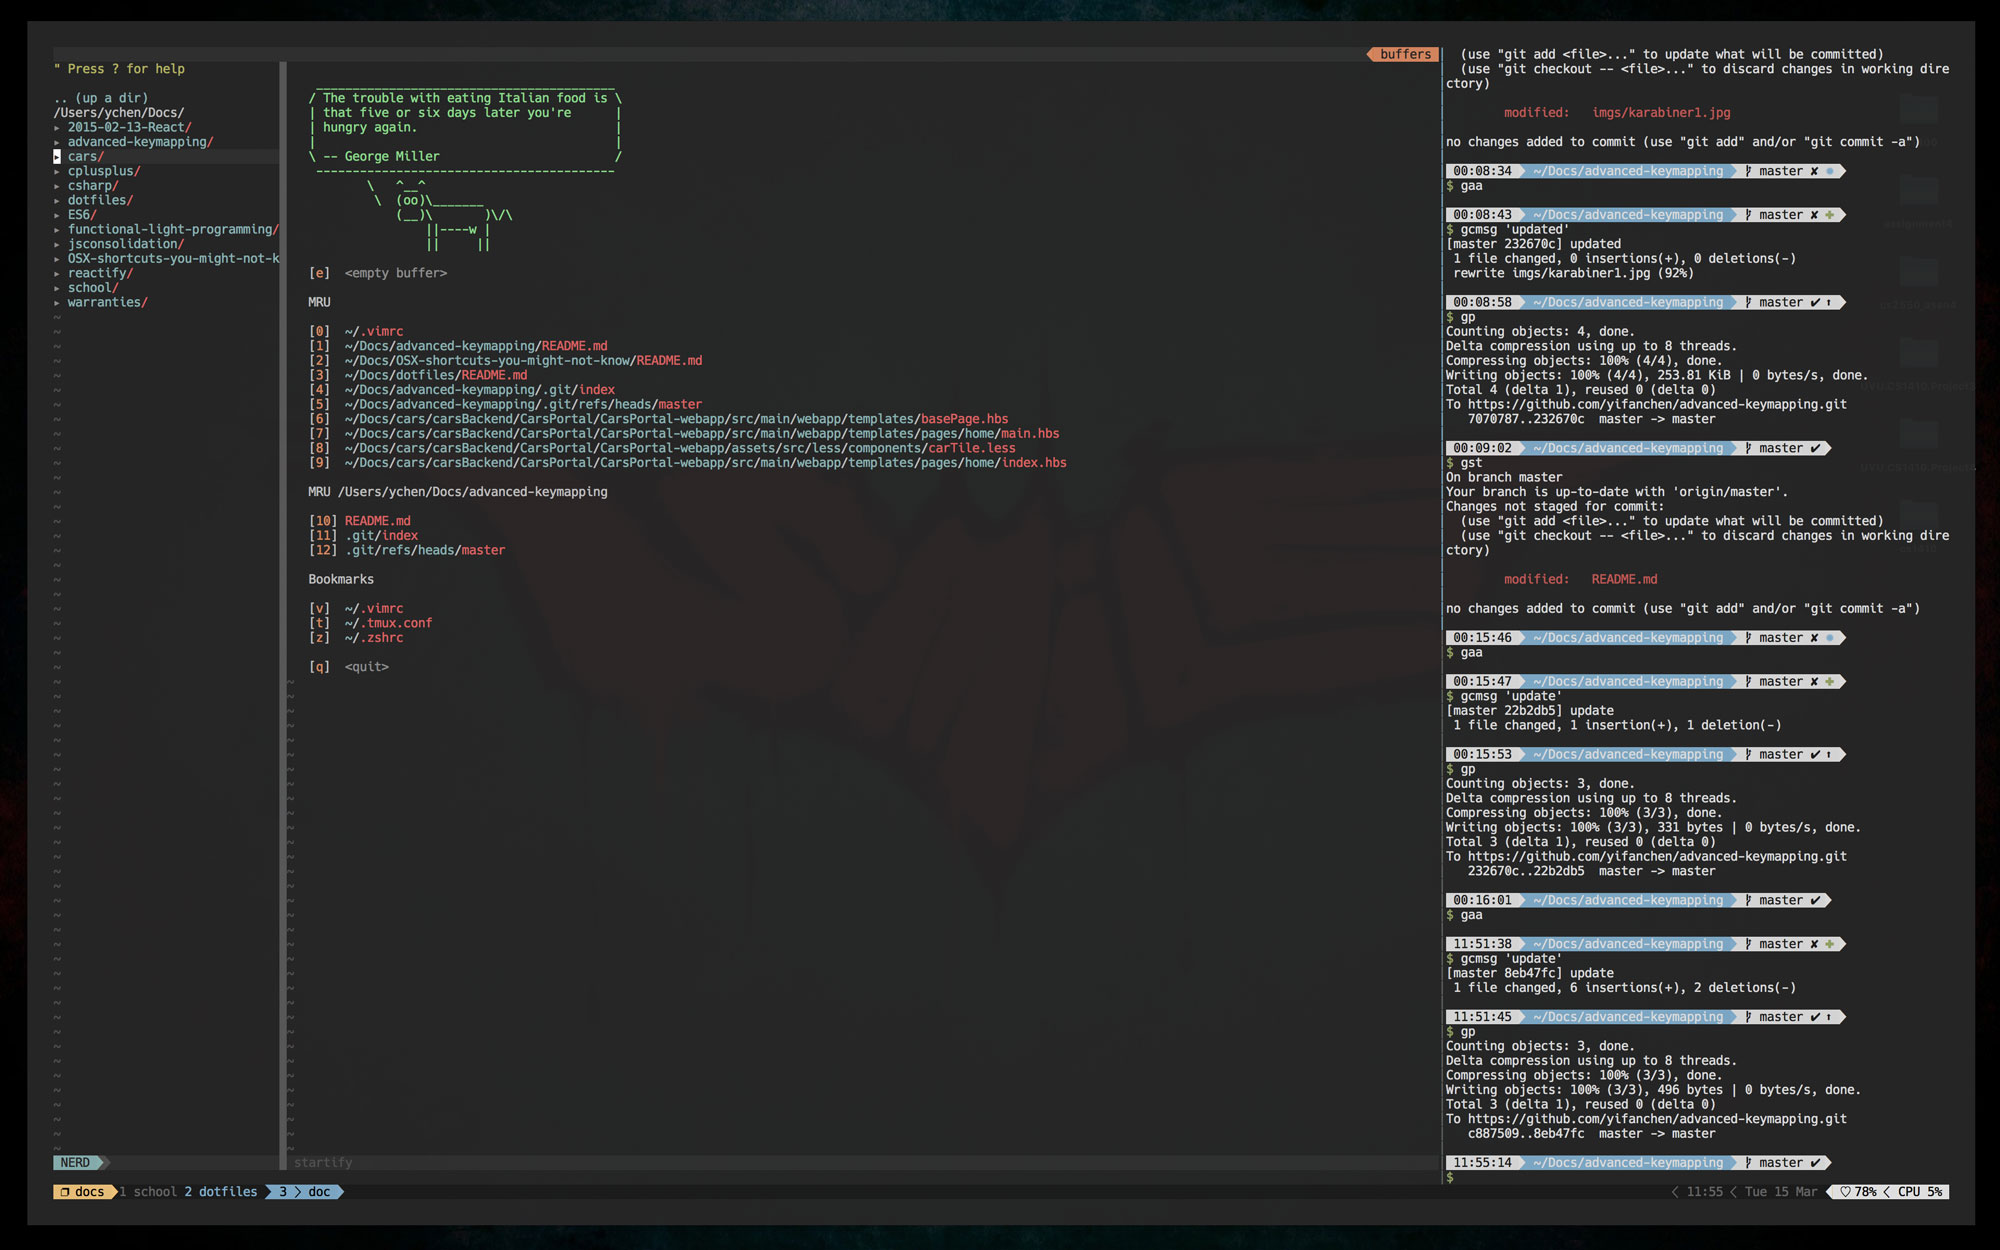 buffers
" Press ? for help
.. (up a dir)
/Users/ychen/Docs/
▸ 2015-02-13-React/
▸ advanced-keymapping/
▸ cars/
▸ cplusplus/
▸ csharp/
▸ dotfiles/
▸ ES6/
▸ functional-light-programming/
▸ jsconsolidation/
▸ OSX-shortcuts-you-might-not-k
▸ reactify/
▸ school/
▸ warranties/
NERD
/ The trouble with eating Italian food is \
| that five or six days later you're |
| hungry again. |
| |
\ -- George Miller /
-----------------------------------------
\ ^__^
\ (oo)\_______
(__)\ )\/\
||----w |
|| ||
[e] <empty buffer>
MRU
[0] ~/.vimrc
[1] ~/Docs/advanced-keymapping/README.md
[2] ~/Docs/OSX-shortcuts-you-might-not-know/README.md
[3] ~/Docs/dotfiles/README.md
[4] ~/Docs/advanced-keymapping/.git/index
[5] ~/Docs/advanced-keymapping/.git/refs/heads/master
[6] ~/Docs/cars/carsBackend/CarsPortal/CarsPortal-webapp/src/main/webapp/templates/basePage.hbs
[7] ~/Docs/cars/carsBackend/CarsPortal/CarsPortal-webapp/src/main/webapp/templates/pages/home/main.hbs
[8] ~/Docs/cars/carsBackend/CarsPortal/CarsPortal-webapp/assets/src/less/components/carTile.less
[9] ~/Docs/cars/carsBackend/CarsPortal/CarsPortal-webapp/src/main/webapp/templates/pages/home/index.hbs
MRU /Users/ychen/Docs/advanced-keymapping
[10] README.md
[11] .git/index
[12] .git/refs/heads/master
Bookmarks
[v] ~/.vimrc
[t] ~/.tmux.conf
[z] ~/.zshrc
[q] <quit>
startify
(use "git add <file>..." to update what will be committed)
(use "git checkout -- <file>..." to discard changes in working dire
ctory)
modified: imgs/karabiner1.jpg
no changes added to commit (use "git add" and/or "git commit -a")
00:08:34 ~/Docs/advanced-keymapping master ✘ ●
$ gaa
00:08:43 ~/Docs/advanced-keymapping master ✘ ✚
$ gcmsg 'updated'
[master 232670c] updated
1 file changed, 0 insertions(+), 0 deletions(-)
rewrite imgs/karabiner1.jpg (92%)
00:08:58 ~/Docs/advanced-keymapping master ✔ ⬆
$ gp
Counting objects: 4, done.
Delta compression using up to 8 threads.
Compressing objects: 100% (4/4), done.
Writing objects: 100% (4/4), 253.81 KiB | 0 bytes/s, done.
Total 4 (delta 1), reused 0 (delta 0)
To https://github.com/yifanchen/advanced-keymapping.git
7070787..232670c master -> master
00:09:02 ~/Docs/advanced-keymapping master ✔
$ gst
On branch master
Your branch is up-to-date with 'origin/master'.
Changes not staged for commit:
(use "git add <file>..." to update what will be committed)
(use "git checkout -- <file>..." to discard changes in working dire
ctory)
modified: README.md
no changes added to commit (use "git add" and/or "git commit -a")
00:15:46 ~/Docs/advanced-keymapping master ✘ ●
$ gaa
00:15:47 ~/Docs/advanced-keymapping master ✘ ✚
$ gcmsg 'update'
[master 22b2db5] update
1 file changed, 1 insertion(+), 1 deletion(-)
00:15:53 ~/Docs/advanced-keymapping master ✔ ⬆
$ gp
Counting objects: 3, done.
Delta compression using up to 8 threads.
Compressing objects: 100% (3/3), done.
Writing objects: 100% (3/3), 331 bytes | 0 bytes/s, done.
Total 3 (delta 1), reused 0 (delta 0)
To https://github.com/yifanchen/advanced-keymapping.git
232670c..22b2db5 master -> master
00:16:01 ~/Docs/advanced-keymapping master ✔
$ gaa
11:51:38 ~/Docs/advanced-keymapping master ✘ ✚
$ gcmsg 'update'
[master 8eb47fc] update
1 file changed, 6 insertions(+), 2 deletions(-)
11:51:45 ~/Docs/advanced-keymapping master ✔ ⬆
$ gp
Counting objects: 3, done.
Delta compression using up to 8 threads.
Compressing objects: 100% (3/3), done.
Writing objects: 100% (3/3), 496 bytes | 0 bytes/s, done.
Total 3 (delta 1), reused 0 (delta 0)
To https://github.com/yifanchen/advanced-keymapping.git
c887509..8eb47fc master -> master
11:55:14 ~/Docs/advanced-keymapping master ✔
$
❐ docs 1 school 2 dotfiles 3 > doc
< 11:55 < Tue 15 Mar ♡ 78% < CPU 5%